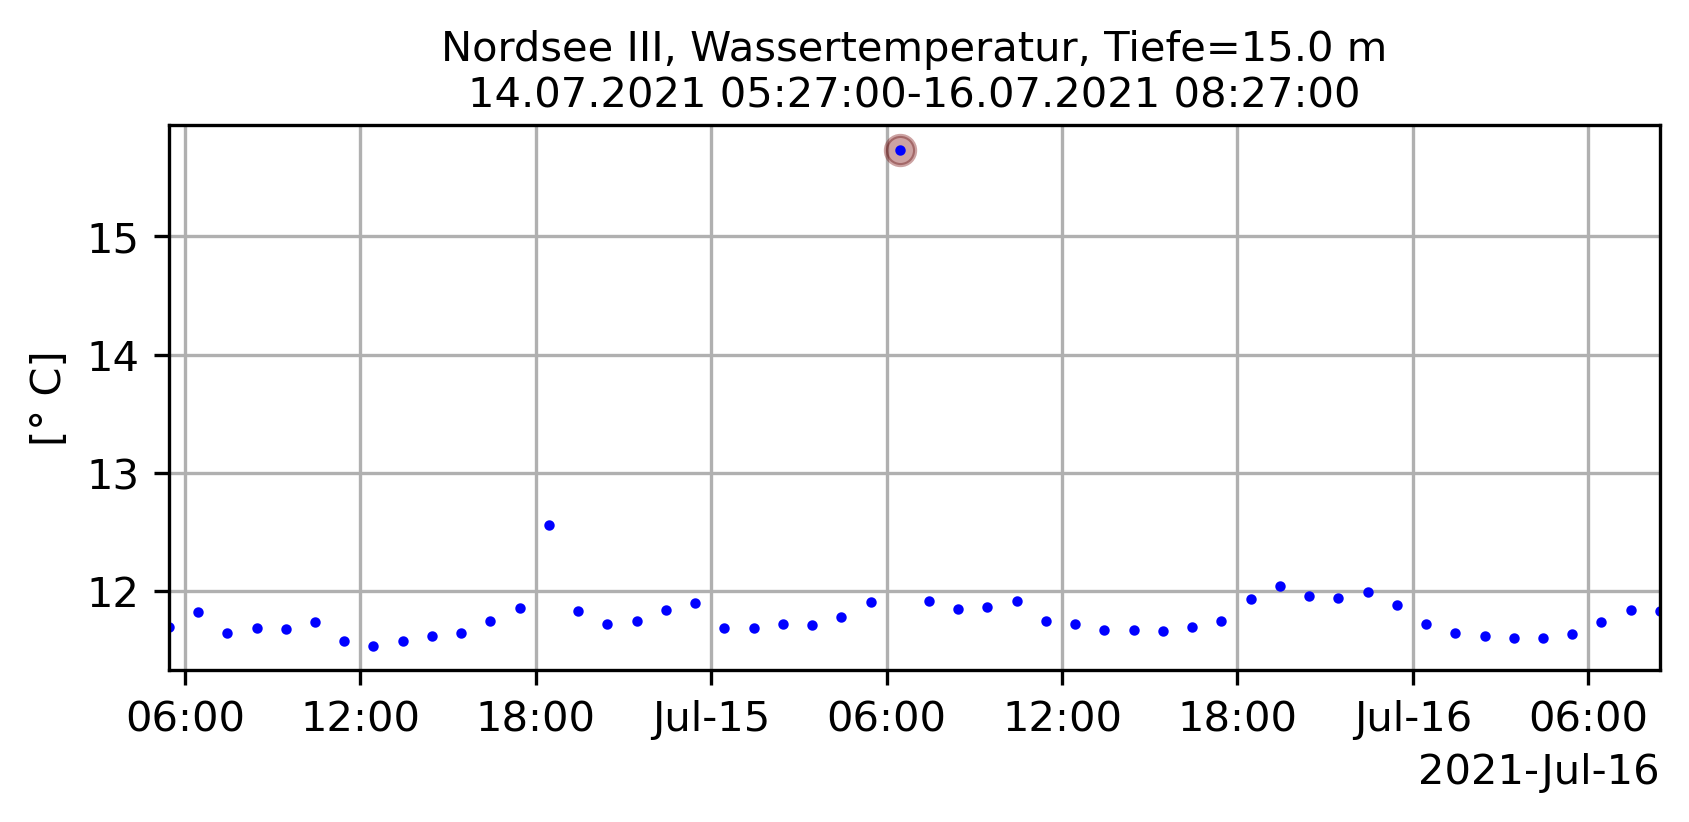 Nordsee III, Wassertemperatur, Tiefe=15.0 m
14.07.2021 05:27:00-16.07.2021 08:27:00
[° C]
15
14
13
12
06:00 12:00 18:00 Jul-15 06:00 12:00 18:00 Jul-16 06:00
2021-Jul-16